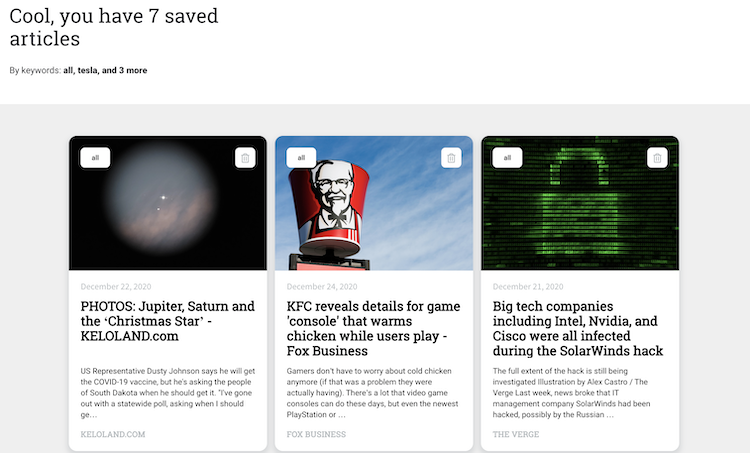 Cool, you have 7 saved
articles
By keywords: all, tesla, and 3 more
all
all
all
December 22, 2020
PHOTOS: Jupiter, Saturn and
the ‘Christmas Star’ -
KELOLAND.com
US Representative Dusty Johnson says he will get
the COVID-19 vaccine, but he's asking the people
of South Dakota when he should get it. "I've gone
out with a statewide poll, asking when I should
ge…
KELOLAND.COM
December 24, 2020
KFC reveals details for game
'console' that warms
chicken while users play -
Fox Business
Gamers don't have to worry about cold chicken
anymore (if that was a problem they were
actually having). There's a lot that video game
consoles can do these days, but even the newest
PlayStation or …
FOX BUSINESS
December 21, 2020
Big tech companies
including Intel, Nvidia, and
Cisco were all infected
during the SolarWinds hack
The full extent of the hack is still being
investigated Illustration by Alex Castro / The
Verge Last week, news broke that IT
management company SolarWinds had been
hacked, possibly by the Russian …
THE VERGE